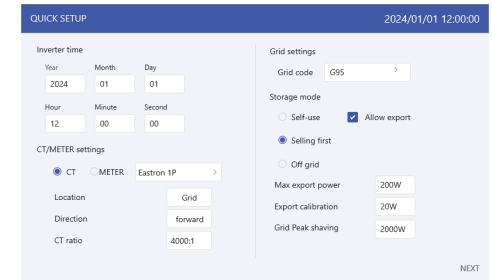 QUICK SETUP
2024/01/01 12:00:00
Inverter time
Year Month Day
2024 01 01
Hour Minute Second
12 00 00
CT/METER settings
CT METER Eastron 1P >
Location Grid
Direction forward
CT ratio 4000:1
Grid settings
Grid code G95 >
Storage mode
Self-use Allow export
Selling first
Off grid
Max export power 200W
Export calibration 20W
Grid Peak shaving 2000W
NEXT